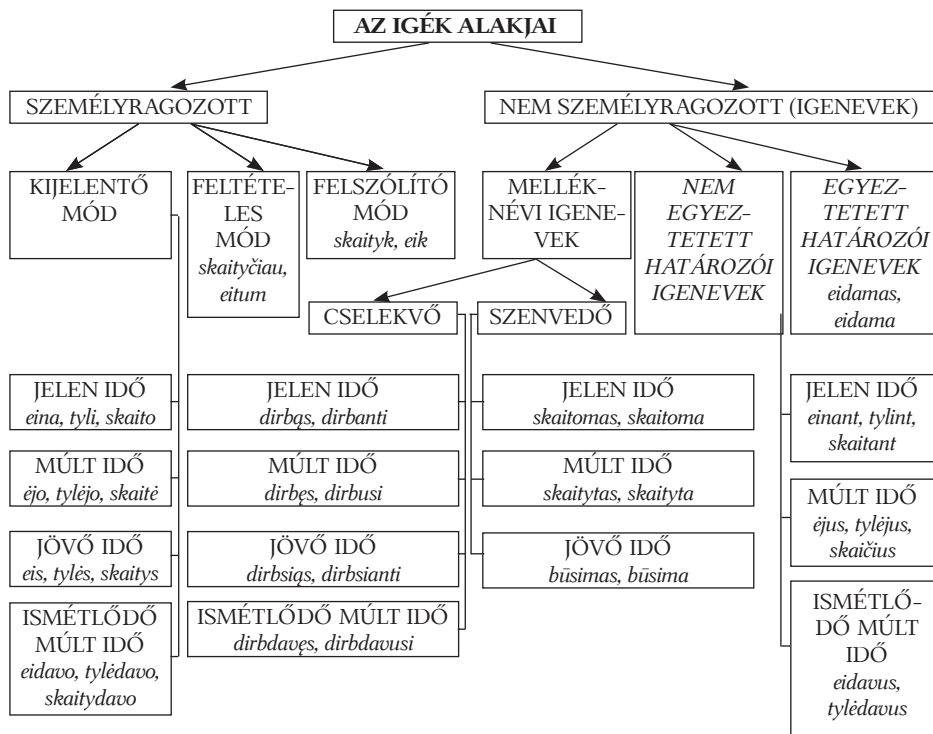 AZ IGÉK ALAKJAI
SZEMÉLYRAGOZOTT
NEM SZEMÉLYRAGOZOTT (IGENEVEK)
KIJELENTŐ
MÓD
FELTÉTE-
LES
MÓD
skaityčiau,
eitum
FELSZÓLÍTÓ
MÓD
skaityk, eik
MELLÉK-
NÉVI IGENE-
VEK
NEM
EGYEZ-
TETETT
HATÁROZÓI
IGENEVEK
EGYEZ-
TETETT
HATÁROZÓI
IGENEVEK
eidamas,
eidama
CSELEKVŐ
SZENVEDŐ
JELEN IDŐ
eina, tyli, skaito
MÚLT IDŐ
ėjo, tylėjo, skaitė
JÖVŐ IDŐ
eis, tylės, skaitys
ISMÉTLŐDŐ
MÚLT IDŐ
eidavo, tylėdavo,
skaitydavo
JELEN IDŐ
dirbąs, dirbanti
MÚLT IDŐ
dirbęs, dirbusi
JÖVŐ IDŐ
dirbsiąs, dirbsianti
ISMÉTLŐDŐ MÚLT IDŐ
dirbdavęs, dirbdavusi
JELEN IDŐ
skaitomas, skaitoma
MÚLT IDŐ
skaitytas, skaityta
JÖVŐ IDŐ
būsimas, būsima
JELEN IDŐ
einant, tylint,
skaitant
MÚLT IDŐ
ėjus, tylėjus,
skaičius
ISMÉTLŐ-
DŐ MÚLT
IDŐ
eidavus,
tylėdavus